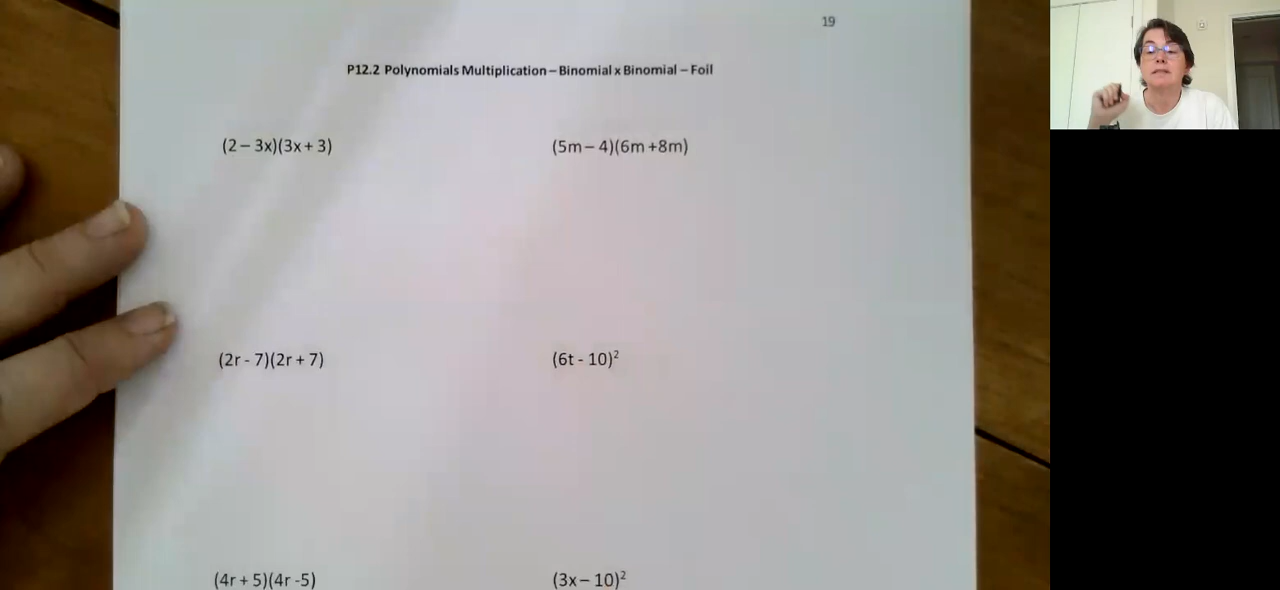 19
P12.2 Polynomials Multiplication – Binomial x Binomial – Foil
(2 – 3x)(3x + 3) (5m – 4)(6m +8m)
(2r - 7)(2r + 7) (6t - 10)²
(4r + 5)(4r -5) (3x – 10)²